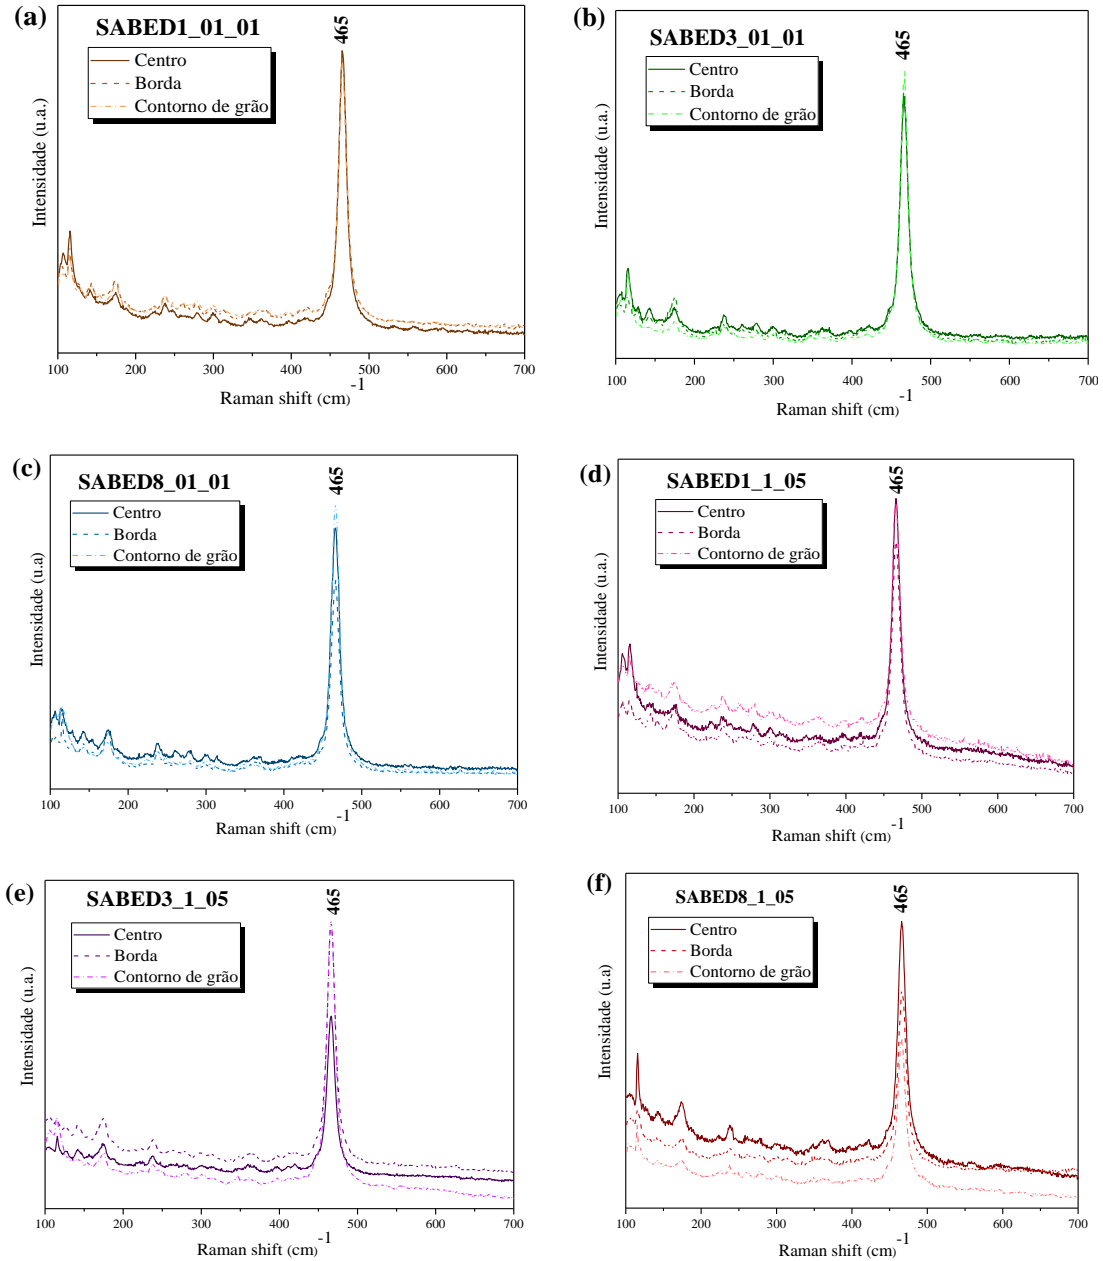 (a)
SABED1_01_01
465
Centro
Borda
Contorno de grão
Intensidade (u.a.)
100 200 300 400 500 600 700
Raman shift (cm)
-1
(b)
SABED3_01_01
465
Centro
Borda
Contorno de grão
Intensidade (u.a.)
100 200 300 400 500 600 700
Raman shift (cm)
-1
(c)
SABED8_01_01
465
Centro
Borda
Contorno de grão
Intensidade (u.a)
100 200 300 400 500 600 700
Raman shift (cm)
-1
(d)
SABED1_1_05
465
Centro
Borda
Contorno de grão
Intensidade (u.a.)
100 200 300 400 500 600 700
Raman shift (cm)
-1
(e)
SABED3_1_05
465
Centro
Borda
Contorno de grão
Intensidade (u.a.)
100 200 300 400 500 600 700
Raman shift (cm)
-1
(f)
SABED8_1_05
465
Centro
Borda
Contorno de grão
Intensidade (u.a)
100 200 300 400 500 600 700
Raman shift (cm)
-1